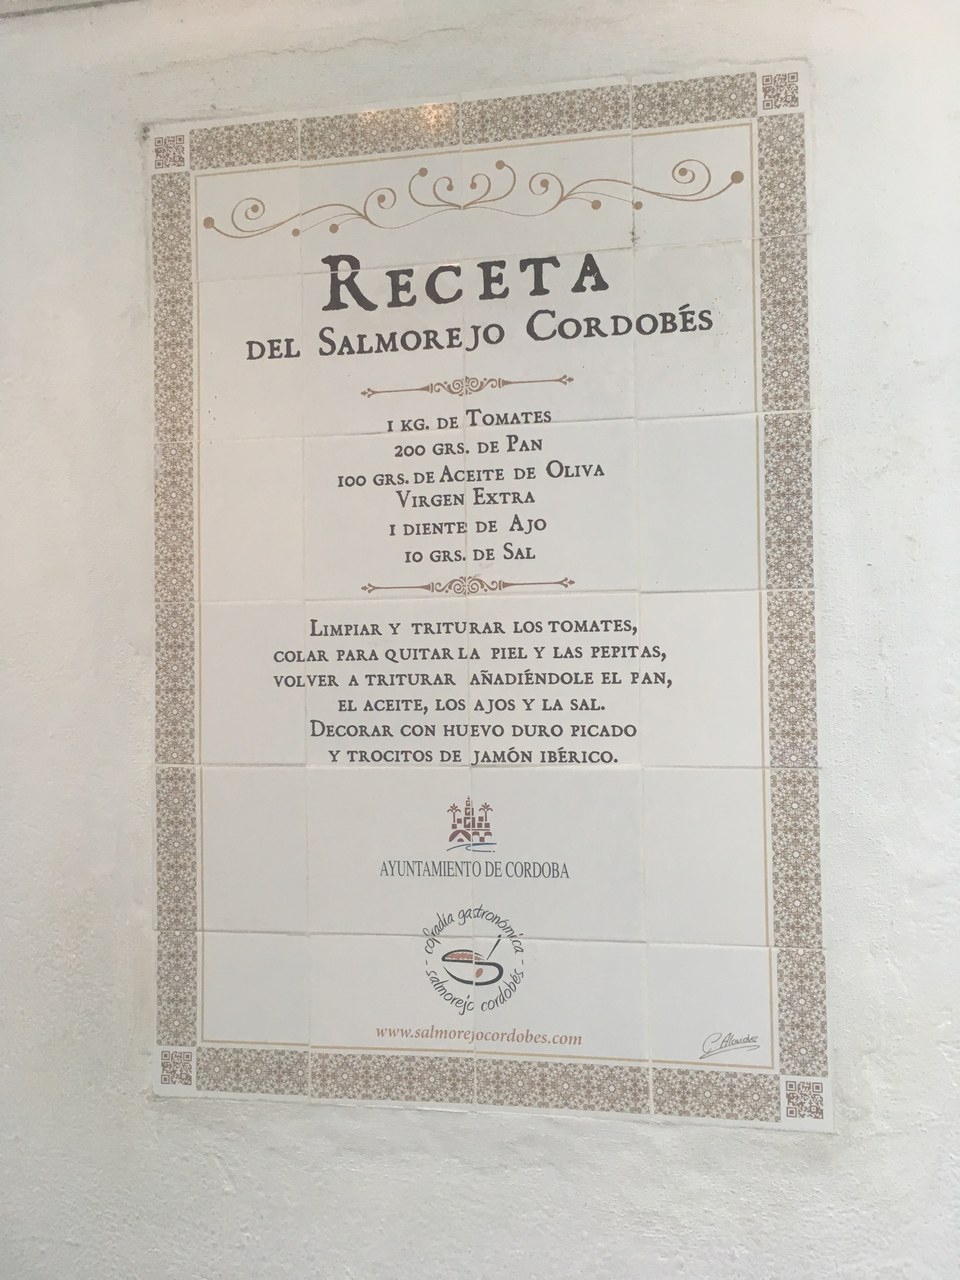 RECETA
DEL SALMOREJO CORDOBÉS
1 KG. DE TOMATES
200 GRS. DE PAN
100 GRS. DE ACEITE DE OLIVA
VIRGEN EXTRA
1 DIENTE DE AJO
10 GRS. DE SAL
LIMPIAR Y TRITURAR LOS TOMATES,
COLAR PARA QUITAR LA PIEL Y LAS PEPITAS,
VOLVER A TRITURAR AÑADIÉNDOLE EL PAN,
EL ACEITE, LOS AJOS Y LA SAL.
DECORAR CON HUEVO DURO PICADO
Y TROCITOS DE JAMÓN IBÉRICO.
AYUNTAMIENTO DE CORDOBA
cofradía gastronómica
- salmorejo cordobés -
www.salmorejocordobes.com